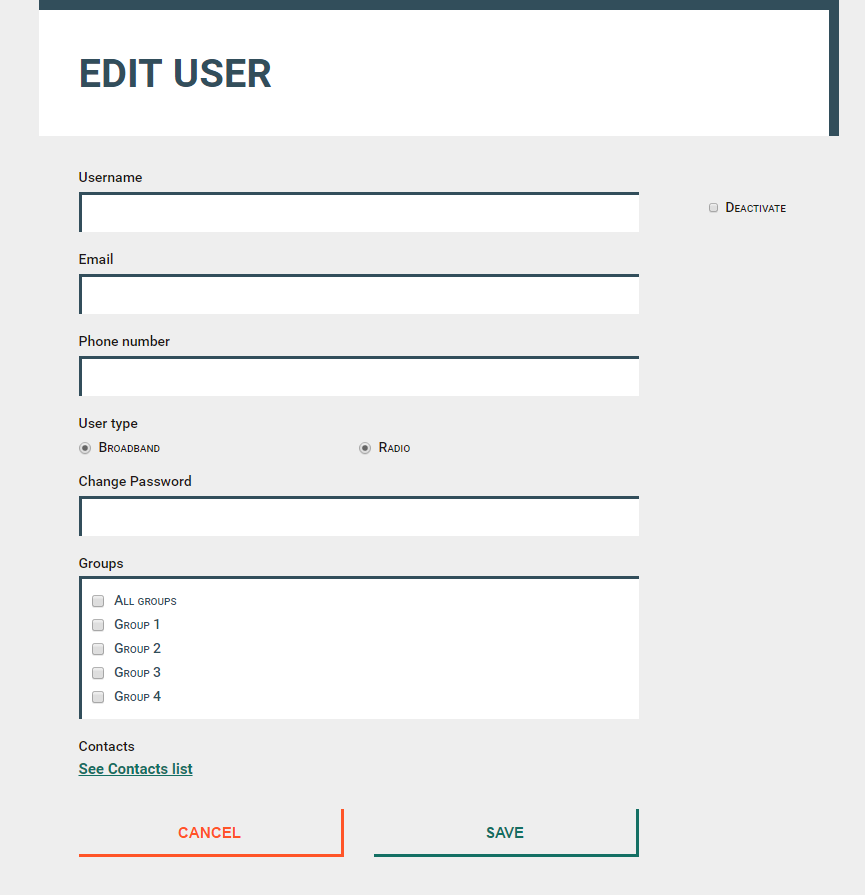 EDIT USER
Username
Deactivate
Email
Phone number
User type
Broadband Radio
Change Password
Groups
All groups
Group 1
Group 2
Group 3
Group 4
Contacts
See Contacts list
CANCEL SAVE